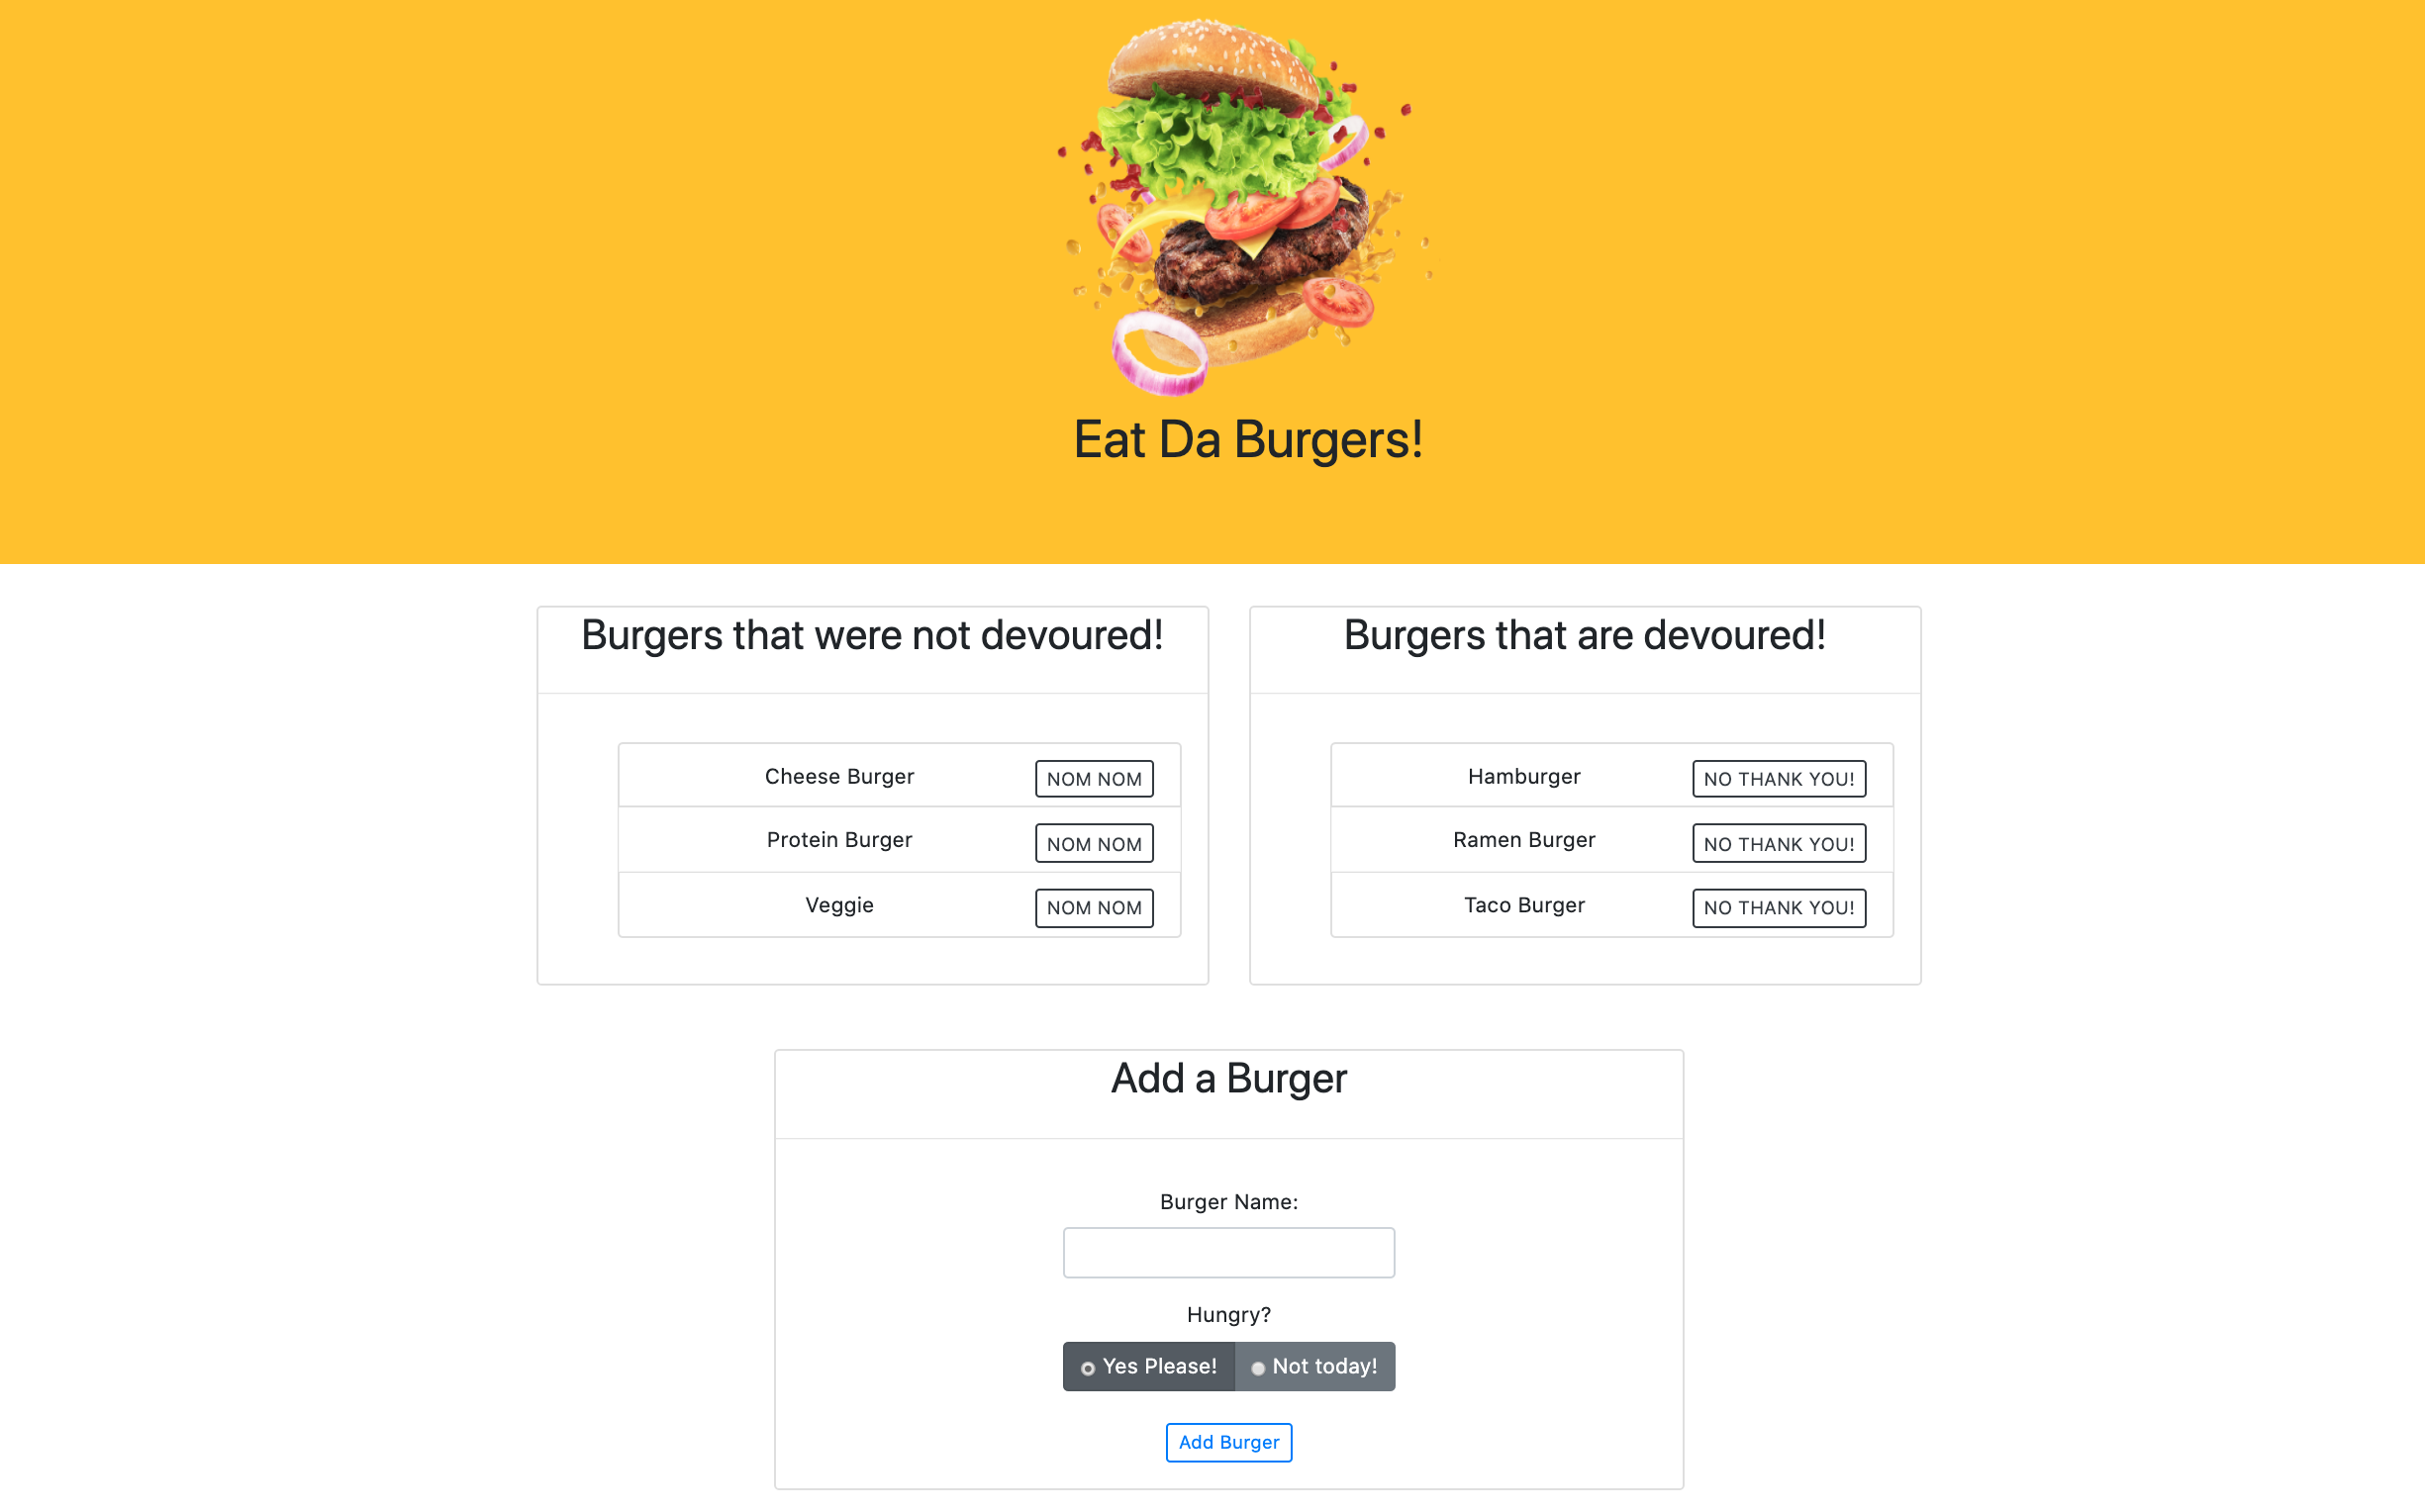 Eat Da Burgers!
Burgers that were not devoured!
Cheese Burger NOM NOM
Protein Burger NOM NOM
Veggie NOM NOM
Burgers that are devoured!
Hamburger NO THANK YOU!
Ramen Burger NO THANK YOU!
Taco Burger NO THANK YOU!
Add a Burger
Burger Name:
Hungry?
Yes Please! Not today!
Add Burger